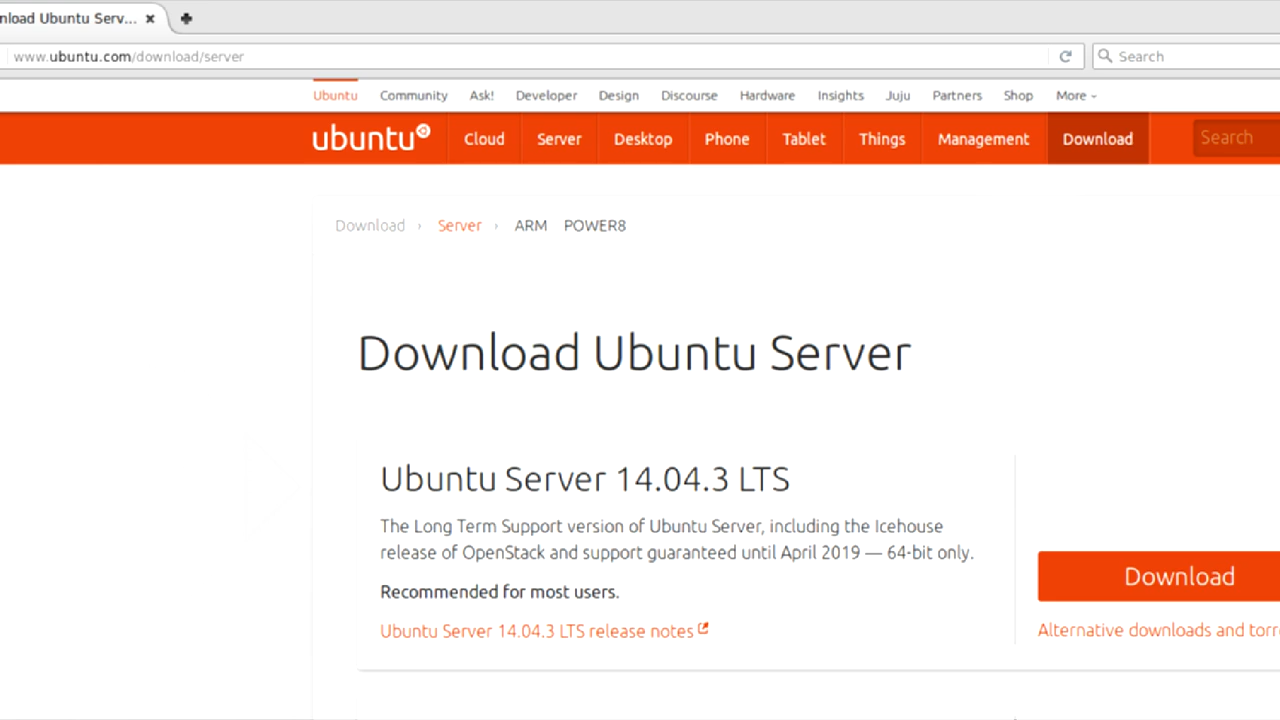 nload Ubuntu Serv...
www.ubuntu.com/download/server
Search
Ubuntu Community Ask! Developer Design Discourse Hardware Insights Juju Partners Shop More
ubuntu Cloud Server Desktop Phone Tablet Things Management Download Search
Download › Server › ARM POWER8
Download Ubuntu Server
Ubuntu Server 14.04.3 LTS
The Long Term Support version of Ubuntu Server, including the Icehouse
release of OpenStack and support guaranteed until April 2019 — 64-bit only.
Recommended for most users.
Ubuntu Server 14.04.3 LTS release notes
Download
Alternative downloads and torre